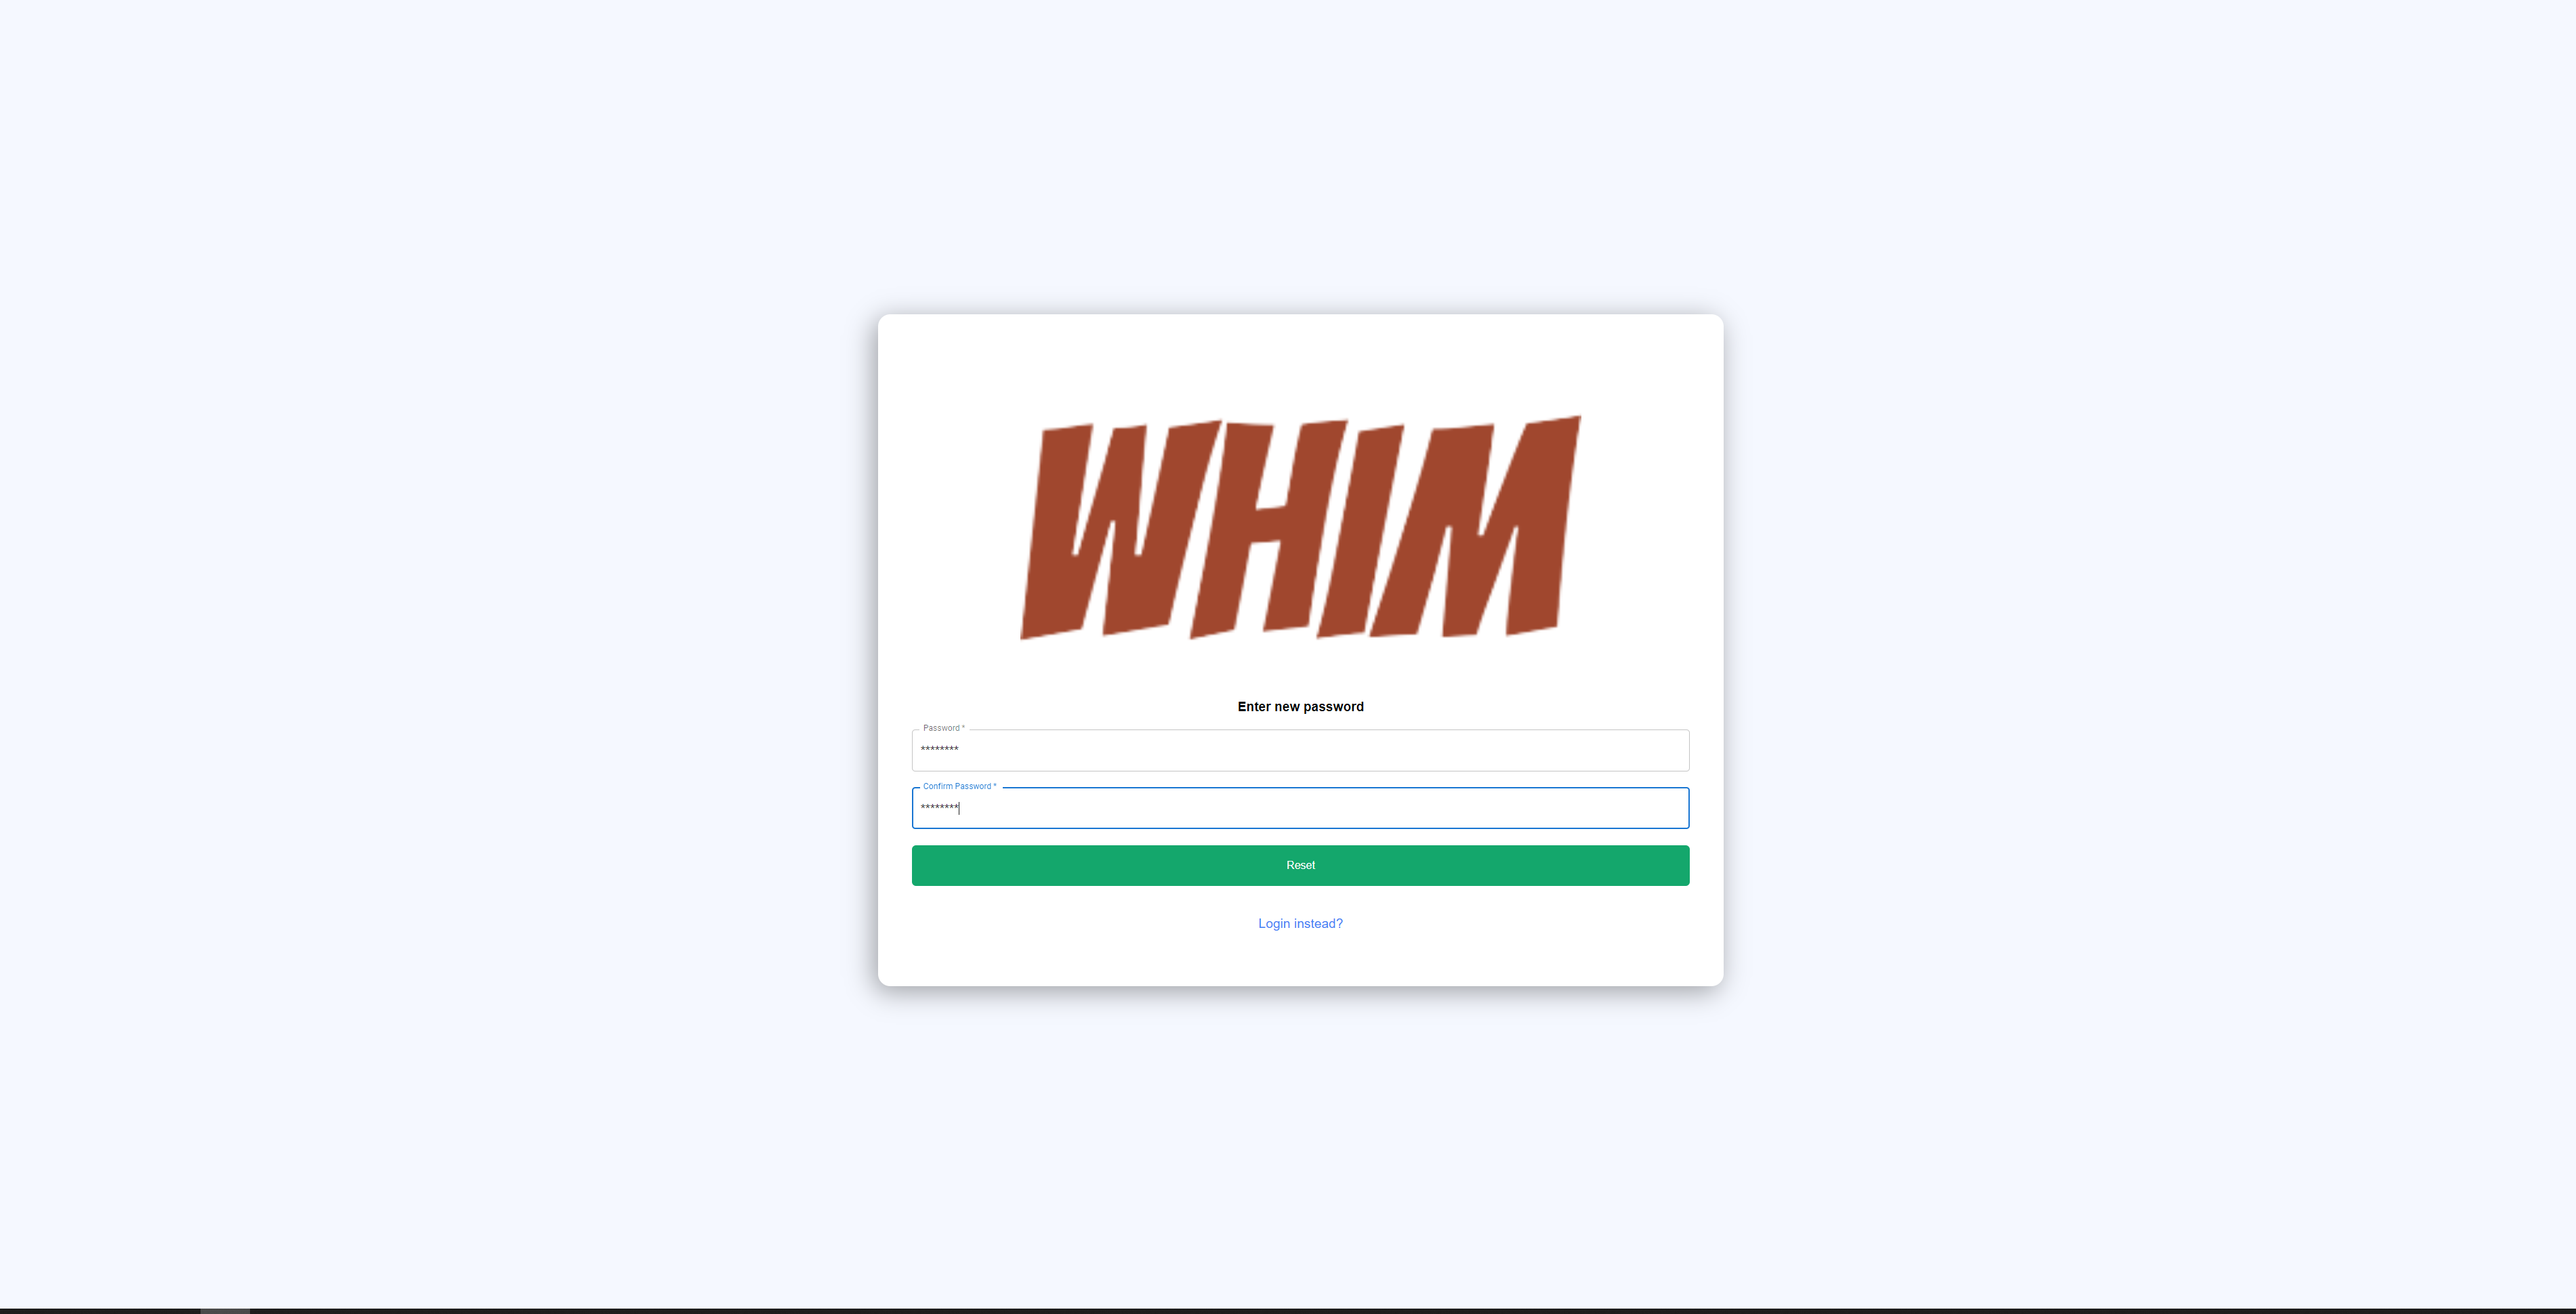 WHIM
Enter new password
Password *
********
Confirm Password *
********
Reset
Login instead?